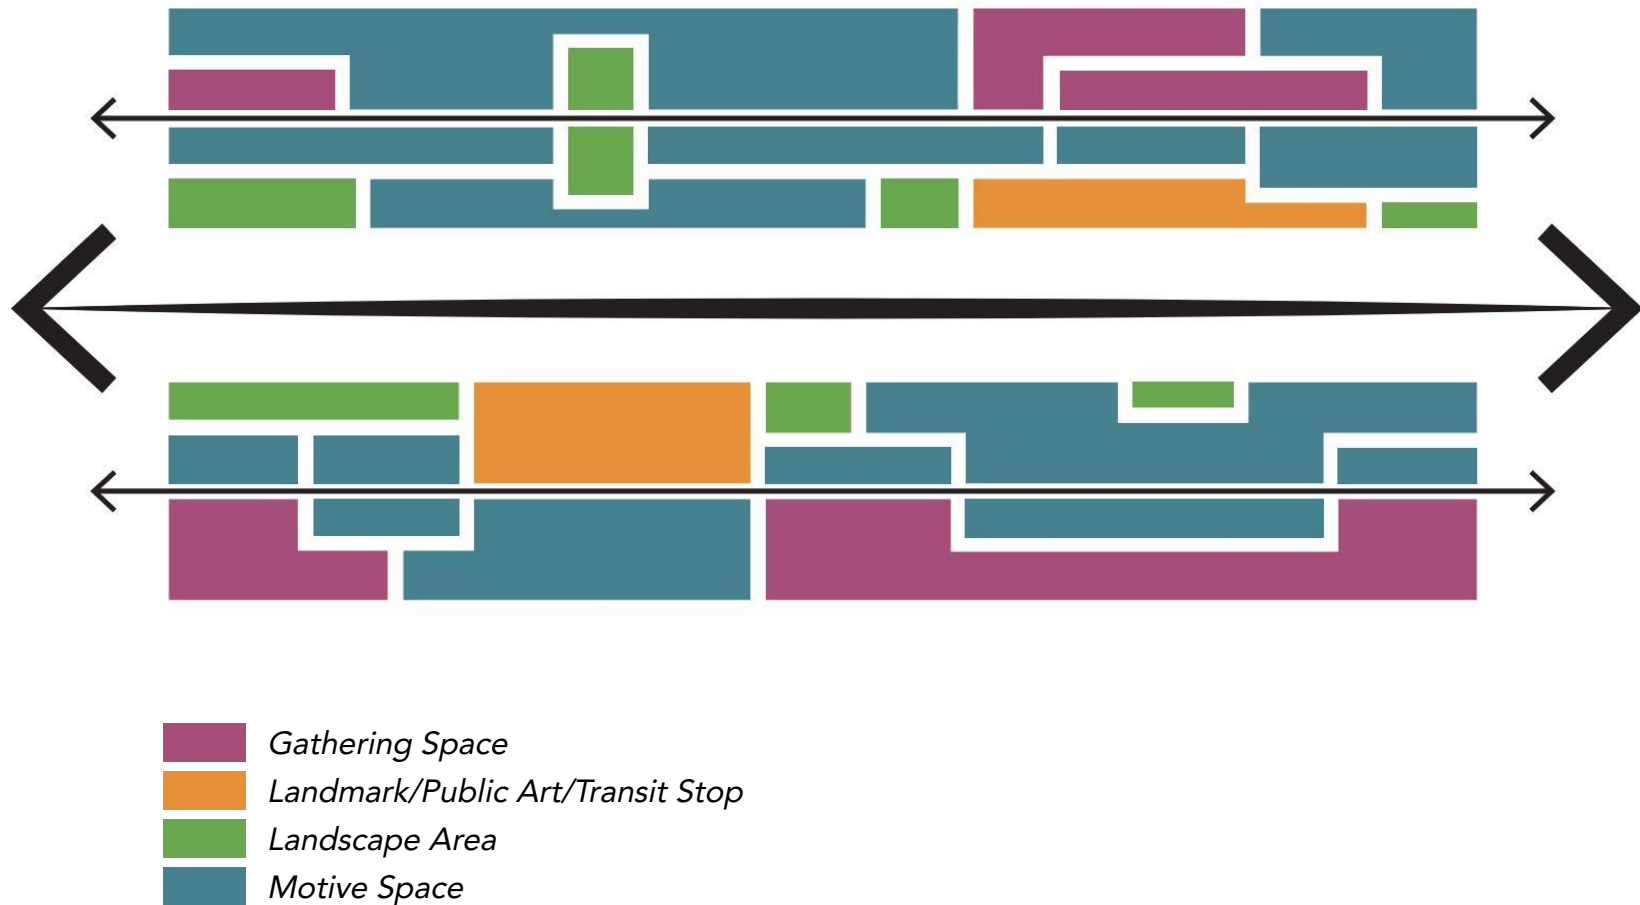 Gathering Space
Landmark/Public Art/Transit Stop
Landscape Area
Motive Space